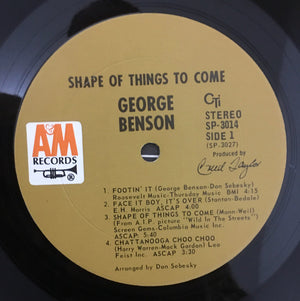 SHAPE OF THINGS TO COME
GEORGE
BENSON
CTi
STEREO
SP-3014
SIDE 1
(SP-3027)
Produced by
Creed Taylor
A&M
RECORDS
1. FOOTIN' IT (George Benson-Don Sebesky)
Roosevelt Music-Thursday Music BMI 4:15
2. FACE IT BOY, IT'S OVER (Stanton-Badale)
E.H. Morris ASCAP 4:00
3. SHAPE OF THINGS TO COME (Mann-Weil)
(From A.I.P. picture "Wild In The Streets")
Screen Gems-Columbia Music Inc.
ASCAP 5:40
4. CHATTANOOGA CHOO CHOO
(Harry Warren-Mack Gordon) Leo
Feist Inc. ASCAP 3:30
Arranged by Don Sebesky